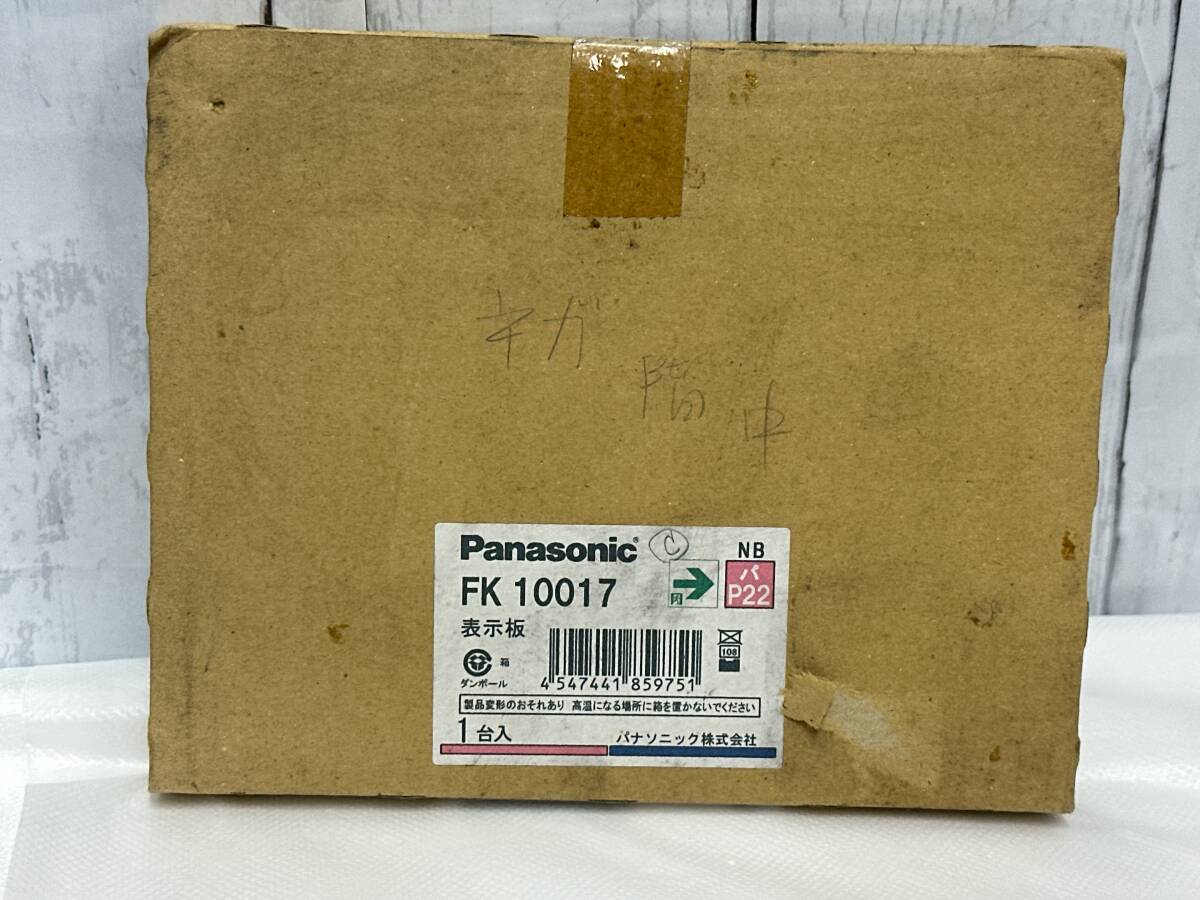 キガ
階 中
Panasonic
C
NB
パ
P22
FK 10017
表示板
箱
ダンボール
4 547441 859751
108
製品変形のおそれあり 高温になる場所に箱を置かないでください
1台入
パナソニック株式会社